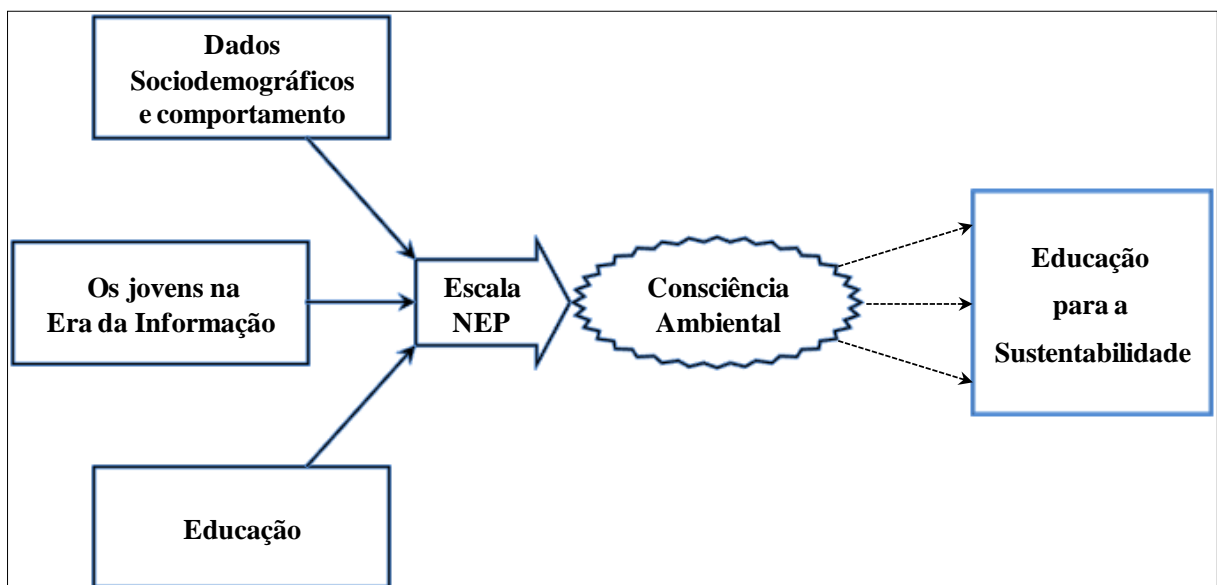 Dados
Sociodemográficos
e comportamento
Os jovens na
Era da Informação
Educação
Escala
NEP
Consciência
Ambiental
Educação
para a
Sustentabilidade